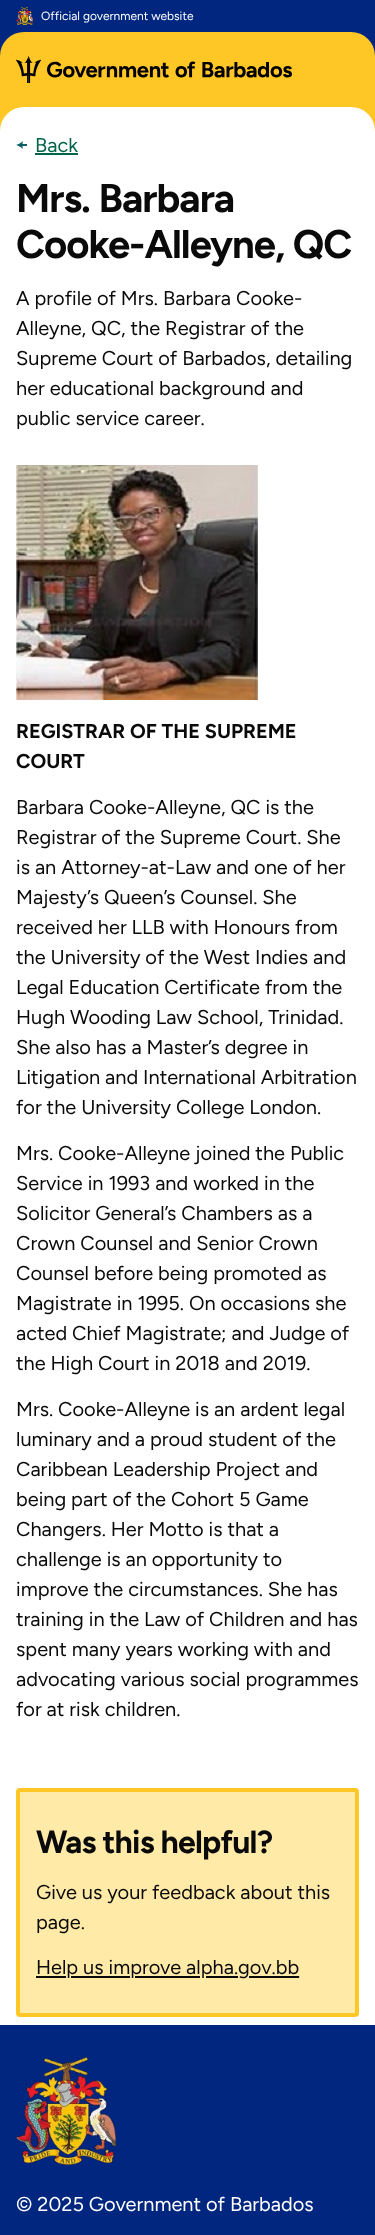 Official government website
Government of Barbados
Back
Mrs. Barbara
Cooke-Alleyne, QC
A profile of Mrs. Barbara Cooke-
Alleyne, QC, the Registrar of the
Supreme Court of Barbados, detailing
her educational background and
public service career.
REGISTRAR OF THE SUPREME
COURT
Barbara Cooke-Alleyne, QC is the
Registrar of the Supreme Court. She
is an Attorney-at-Law and one of her
Majesty’s Queen’s Counsel. She
received her LLB with Honours from
the University of the West Indies and
Legal Education Certificate from the
Hugh Wooding Law School, Trinidad.
She also has a Master’s degree in
Litigation and International Arbitration
for the University College London.
Mrs. Cooke-Alleyne joined the Public
Service in 1993 and worked in the
Solicitor General’s Chambers as a
Crown Counsel and Senior Crown
Counsel before being promoted as
Magistrate in 1995. On occasions she
acted Chief Magistrate; and Judge of
the High Court in 2018 and 2019.
Mrs. Cooke-Alleyne is an ardent legal
luminary and a proud student of the
Caribbean Leadership Project and
being part of the Cohort 5 Game
Changers. Her Motto is that a
challenge is an opportunity to
improve the circumstances. She has
training in the Law of Children and has
spent many years working with and
advocating various social programmes
for at risk children.
Was this helpful?
Give us your feedback about this
page.
Help us improve alpha.gov.bb
PRIDE AND INDUSTRY
© 2025 Government of Barbados